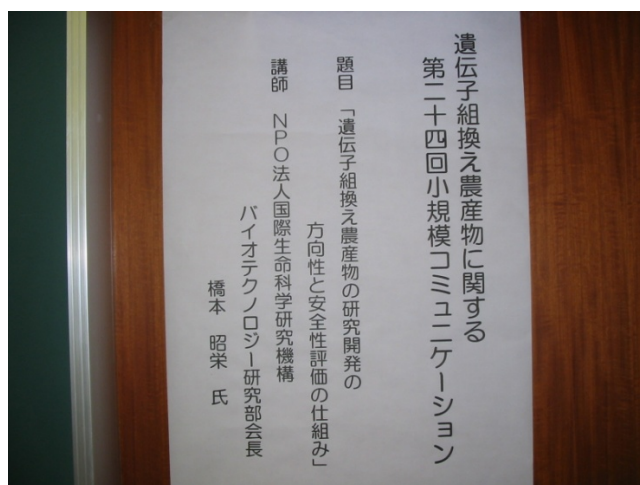 遺伝子組換え農産物に関する
第二十四回小規模コミュニケーション
題目　「遺伝子組換え農産物の研究開発の
方向性と安全性評価の仕組み」
講師　NPO法人国際生命科学研究機構
バイオテクノロジー研究部会長
橋本　昭栄　氏